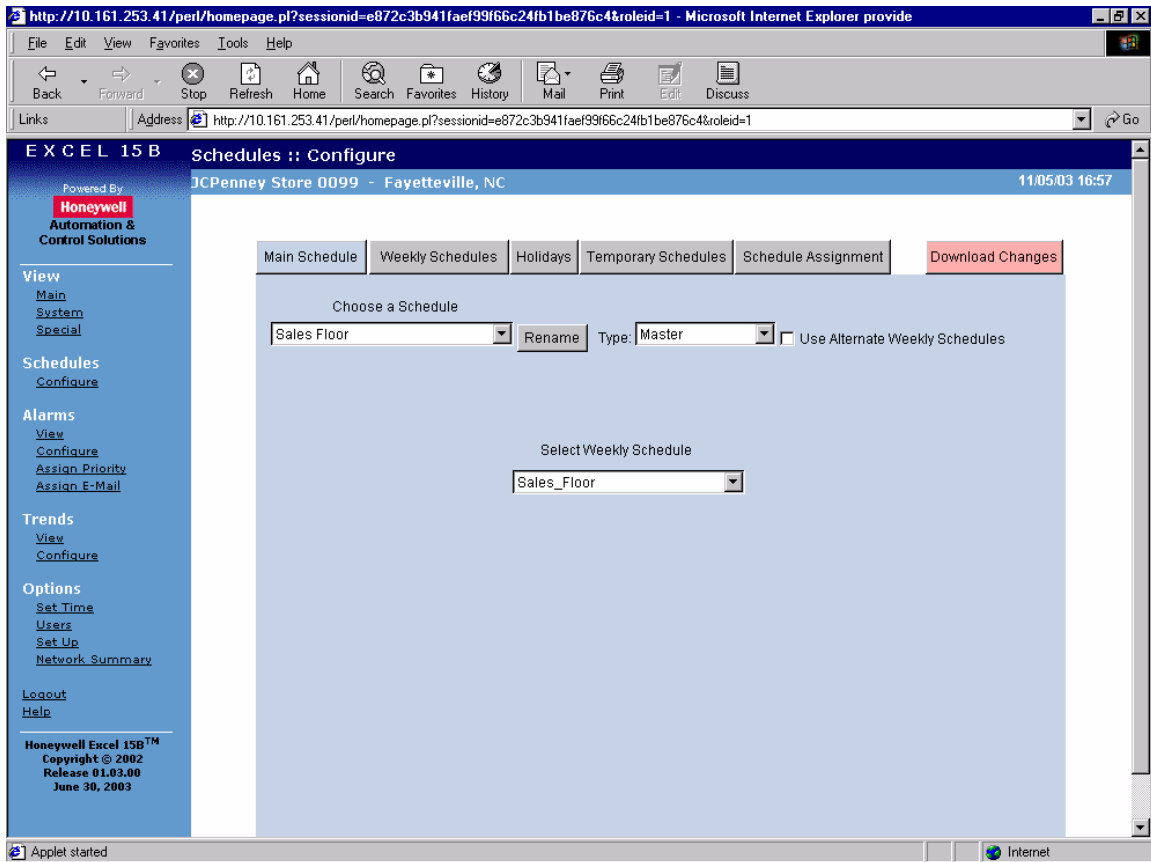 http://10.161.253.41/perl/homepage.pl?sessionid=e872c3b941faef99f66c24fb1be876c4&roleid=1 - Microsoft Internet Explorer provide
File Edit View Favorites Tools Help
Back Forward Stop Refresh Home Search Favorites History Mail Print Edit Discuss
Links Address http://10.161.253.41/perl/homepage.pl?sessionid=e872c3b941faef99f66c24fb1be876c4&roleid=1 Go
EXCEL 15B
Powered By
Honeywell
Automation &
Control Solutions
View
Main
System
Special
Schedules
Configure
Alarms
View
Configure
Assign Priority
Assign E-Mail
Trends
View
Configure
Options
Set Time
Users
Set Up
Network Summary
Logout
Help
Honeywell Excel 15B™
Copyright © 2002
Release 01.03.00
June 30, 2003
Schedules :: Configure
JCPenney Store 0099 - Fayetteville, NC 11/05/03 16:57
Main Schedule Weekly Schedules Holidays Temporary Schedules Schedule Assignment Download Changes
Choose a Schedule
Sales Floor Rename Type: Master Use Alternate Weekly Schedules
Select Weekly Schedule
Sales_Floor
Applet started Internet